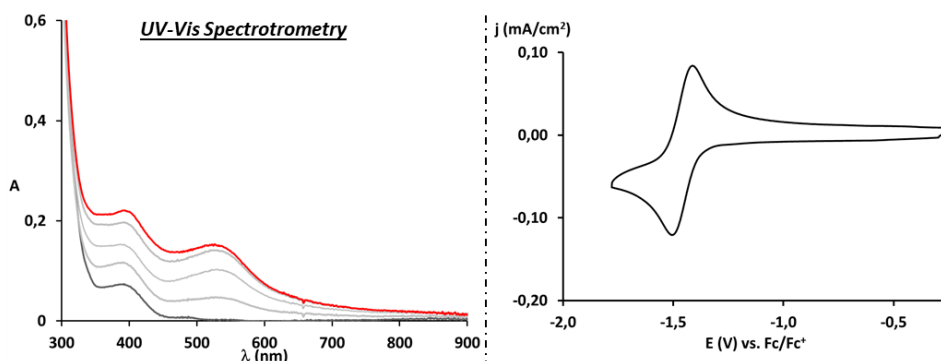 UV-Vis Spectrotrometry
0,6
0,4
A
0,2
0
300 400 500 600 700 800 900
λ (nm)
j (mA/cm²)
0,10
0,00
-0,10
-0,20
-2,0 -1,5 -1,0 -0,5
E (V) vs. Fc/Fc⁺